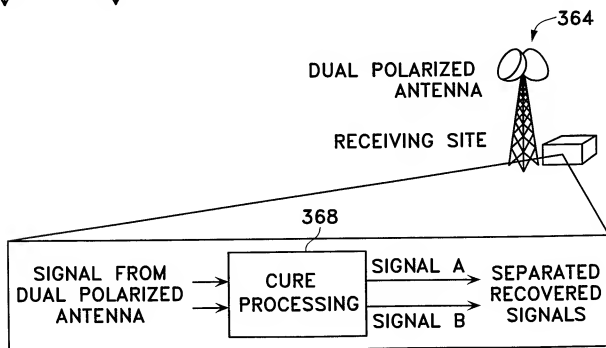 364
DUAL POLARIZED
ANTENNA
RECEIVING SITE
368
SIGNAL FROM
DUAL POLARIZED
ANTENNA
CURE
PROCESSING
SIGNAL A
SIGNAL B
SEPARATED
RECOVERED
SIGNALS